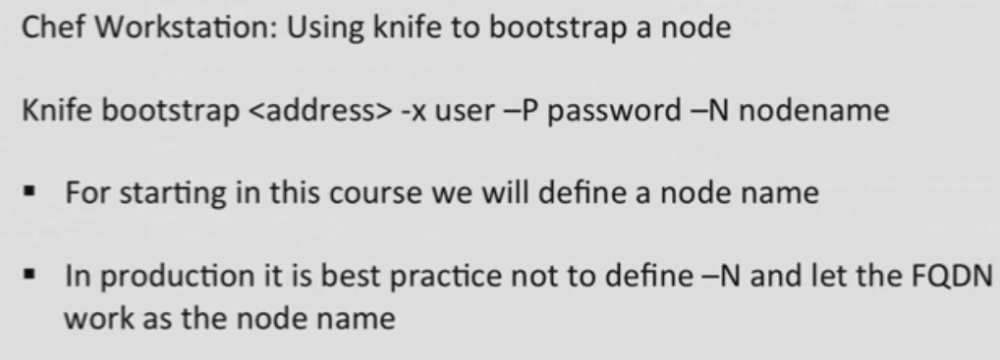 Chef Workstation: Using knife to bootstrap a node
Knife bootstrap <address> -x user –P password –N nodename
▪ For starting in this course we will define a node name
▪ In production it is best practice not to define –N and let the FQDN
work as the node name